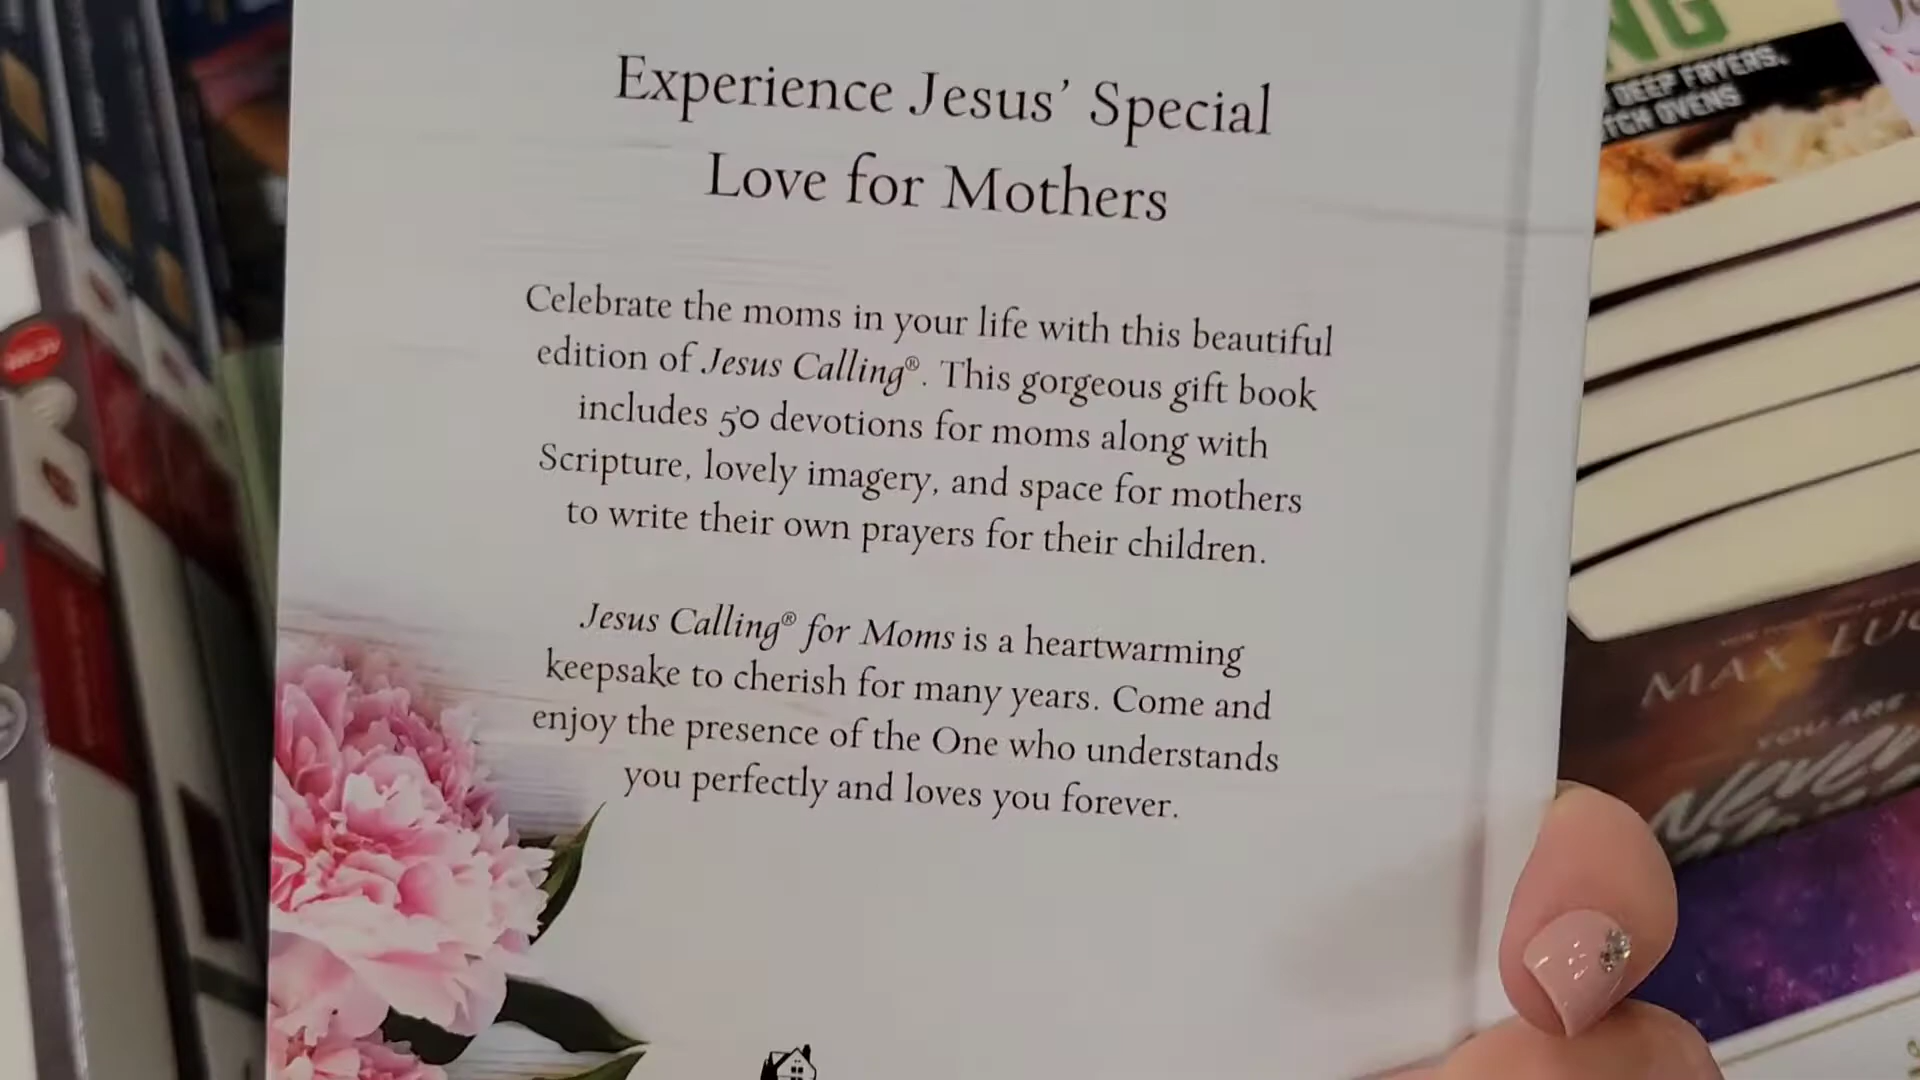 Experience Jesus’ Special
Love for Mothers
Celebrate the moms in your life with this beautiful
edition of Jesus Calling®. This gorgeous gift book
includes 50 devotions for moms along with
Scripture, lovely imagery, and space for mothers
to write their own prayers for their children.
Jesus Calling® for Moms is a heartwarming
keepsake to cherish for many years. Come and
enjoy the presence of the One who understands
you perfectly and loves you forever.
DEEP FRYERS,
OVENS
MAX
YOU ARE
Never